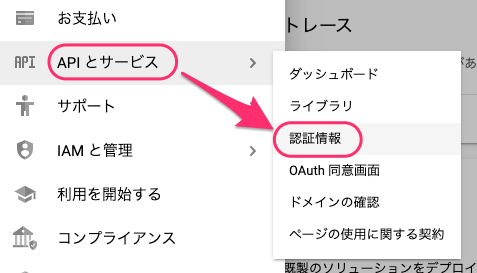 お支払い
API API とサービス
サポート
IAM と管理
利用を開始する
コンプライアンス
トレース
があ
ダッシュボード
ライブラリ
認証情報
OAuth 同意画面
ドメインの確認
ページの使用に関する契約
既製のソリューションをデプロイ